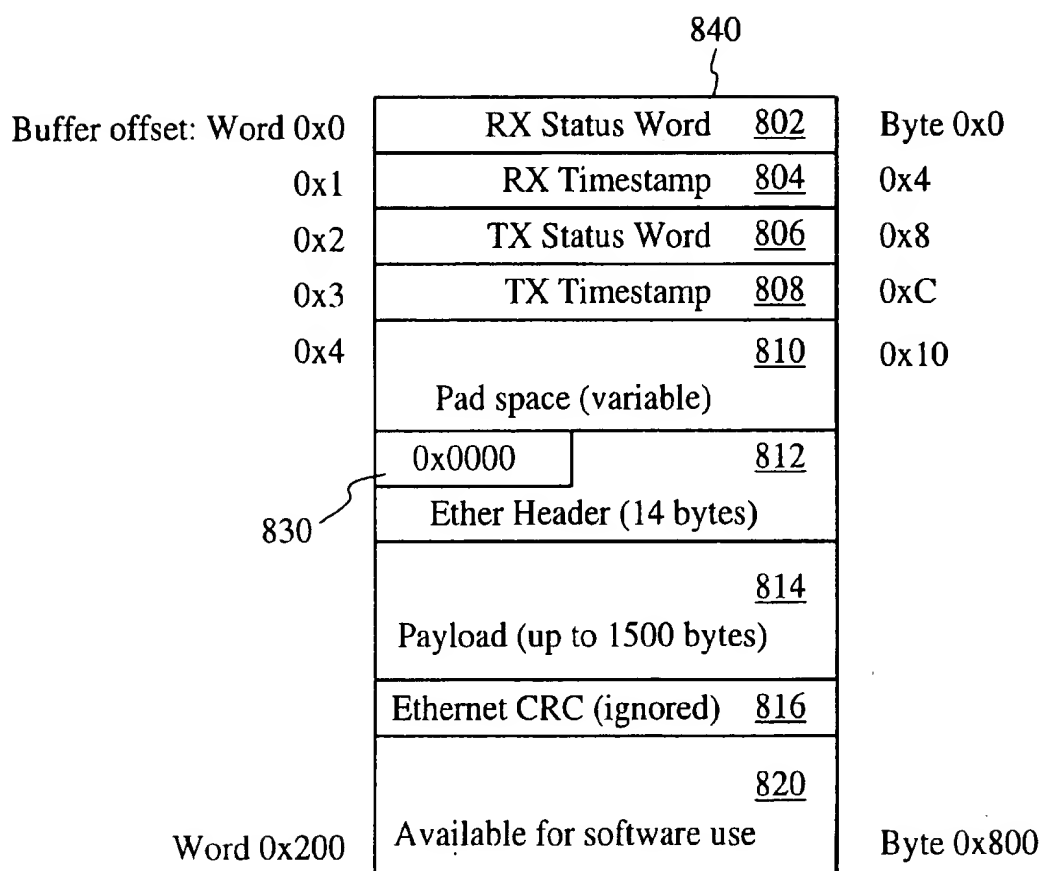 840
Buffer offset: Word 0x0 RX Status Word 802 Byte 0x0
0x1 RX Timestamp 804 0x4
0x2 TX Status Word 806 0x8
0x3 TX Timestamp 808 0xC
0x4 810 0x10
Pad space (variable)
0x0000 812
Ether Header (14 bytes)
830
814
Payload (up to 1500 bytes)
Ethernet CRC (ignored) 816
820
Word 0x200 Available for software use Byte 0x800